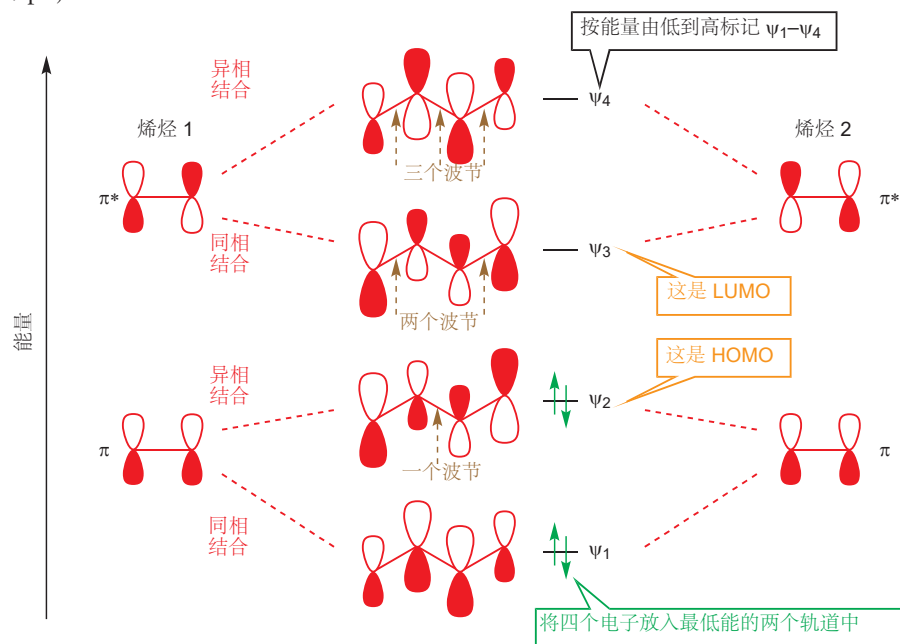 按能量由低到高标记 ψ1–ψ4
异相
结合
ψ4
烯烃 1
烯烃 2
三个波节
π*
π*
同相
结合
ψ3
这是 LUMO
两个波节
能量
这是 HOMO
异相
结合
ψ2
π
π
一个波节
同相
结合
ψ1
将四个电子放入最低能的两个轨道中